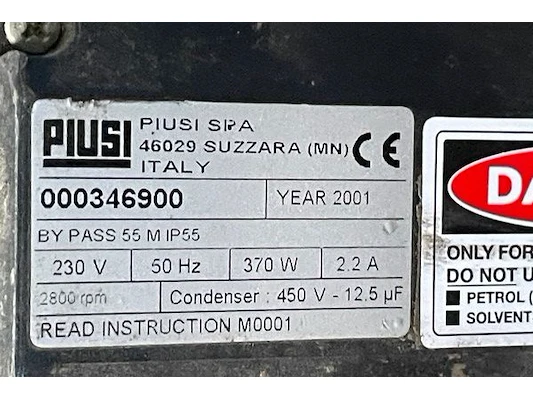 PIUSI
PIUSI SPA
46029 SUZZARA (MN)
ITALY
CE
000346900 YEAR 2001
BY PASS 55 M IP55
230 V 50 Hz 370 W 2.2 A
2800 rpm Condenser : 450 V - 12,5 µF
READ INSTRUCTION M0001
DA
ONLY FOR
DO NOT U
■ PETROL (
■ SOLVENT